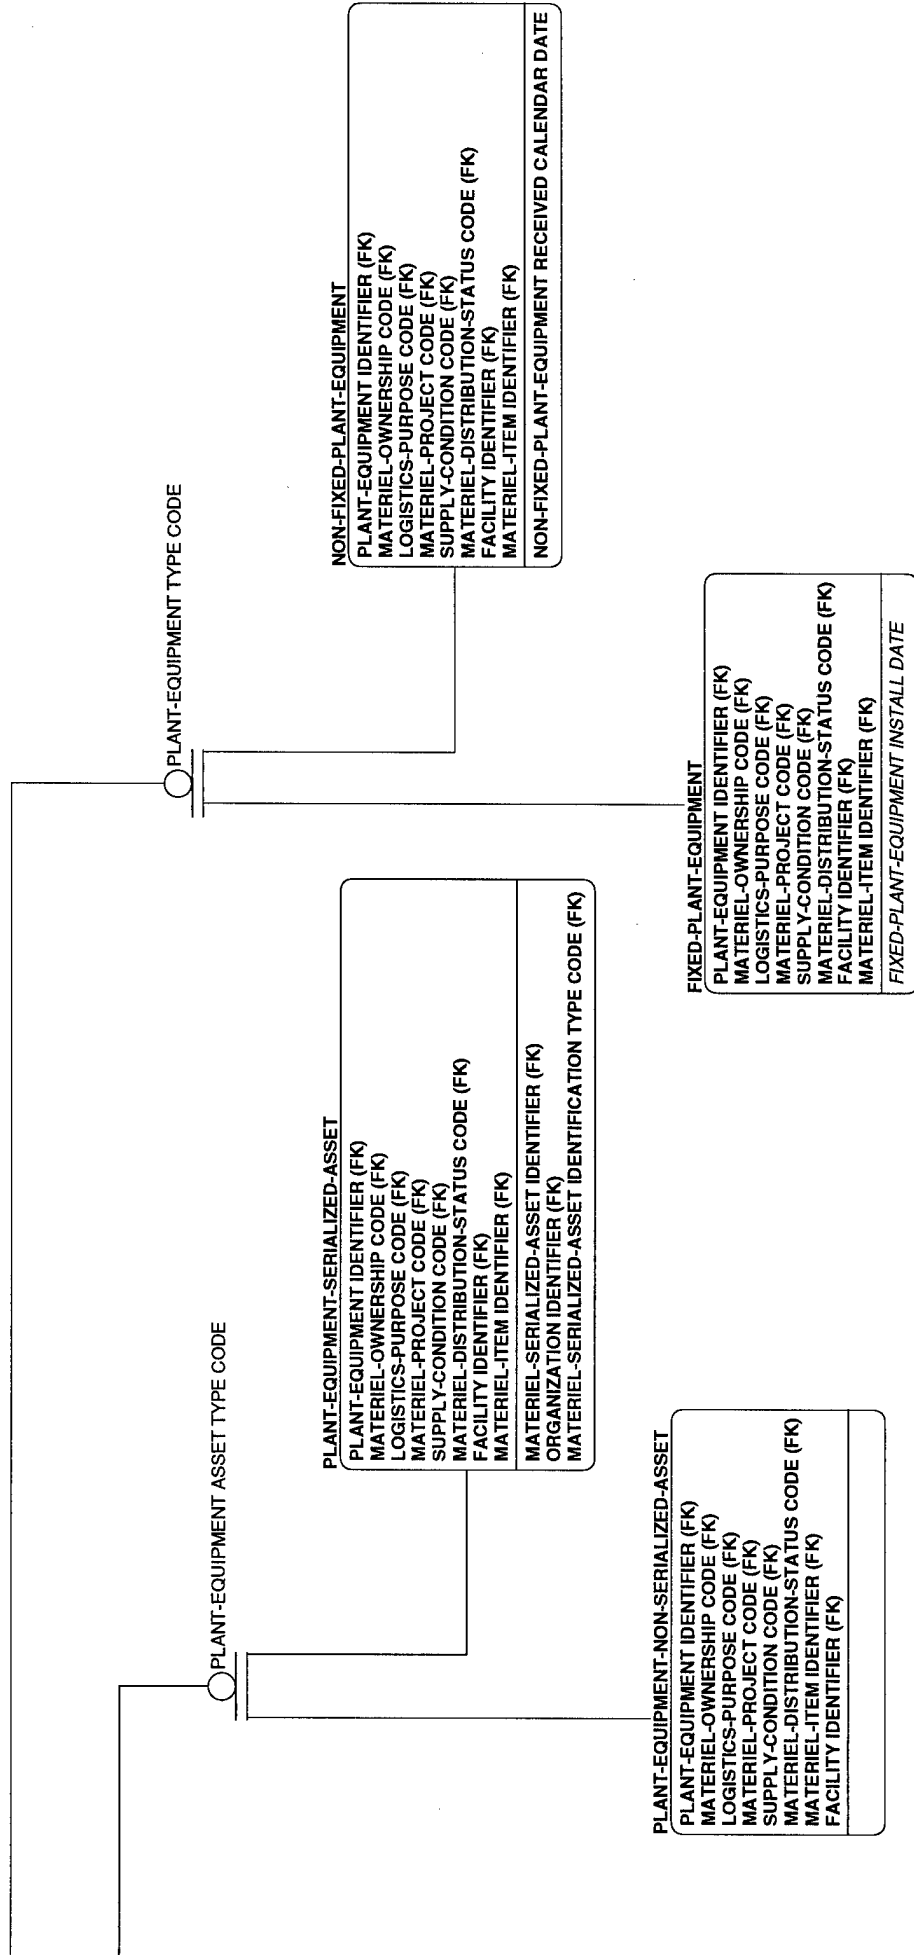 PLANT-EQUIPMENT ASSET TYPE CODE
PLANT-EQUIPMENT TYPE CODE
PLANT-EQUIPMENT-SERIALIZED-ASSET
PLANT-EQUIPMENT IDENTIFIER (FK)
MATERIEL-OWNERSHIP CODE (FK)
LOGISTICS-PURPOSE CODE (FK)
MATERIEL-PROJECT CODE (FK)
SUPPLY-CONDITION CODE (FK)
MATERIEL-DISTRIBUTION-STATUS CODE (FK)
FACILITY IDENTIFIER (FK)
MATERIEL-ITEM IDENTIFIER (FK)
MATERIEL-SERIALIZED-ASSET IDENTIFIER (FK)
ORGANIZATION IDENTIFIER (FK)
MATERIEL-SERIALIZED-ASSET IDENTIFICATION TYPE CODE (FK)
NON-FIXED-PLANT-EQUIPMENT
PLANT-EQUIPMENT IDENTIFIER (FK)
MATERIEL-OWNERSHIP CODE (FK)
LOGISTICS-PURPOSE CODE (FK)
MATERIEL-PROJECT CODE (FK)
SUPPLY-CONDITION CODE (FK)
MATERIEL-DISTRIBUTION-STATUS CODE (FK)
FACILITY IDENTIFIER (FK)
MATERIEL-ITEM IDENTIFIER (FK)
NON-FIXED-PLANT-EQUIPMENT RECEIVED CALENDAR DATE
PLANT-EQUIPMENT-NON-SERIALIZED-ASSET
PLANT-EQUIPMENT IDENTIFIER (FK)
MATERIEL-OWNERSHIP CODE (FK)
LOGISTICS-PURPOSE CODE (FK)
MATERIEL-PROJECT CODE (FK)
SUPPLY-CONDITION CODE (FK)
MATERIEL-DISTRIBUTION-STATUS CODE (FK)
MATERIEL-ITEM IDENTIFIER (FK)
FACILITY IDENTIFIER (FK)
FIXED-PLANT-EQUIPMENT
PLANT-EQUIPMENT IDENTIFIER (FK)
MATERIEL-OWNERSHIP CODE (FK)
LOGISTICS-PURPOSE CODE (FK)
MATERIEL-PROJECT CODE (FK)
SUPPLY-CONDITION CODE (FK)
MATERIEL-DISTRIBUTION-STATUS CODE (FK)
FACILITY IDENTIFIER (FK)
MATERIEL-ITEM IDENTIFIER (FK)
FIXED-PLANT-EQUIPMENT INSTALL DATE